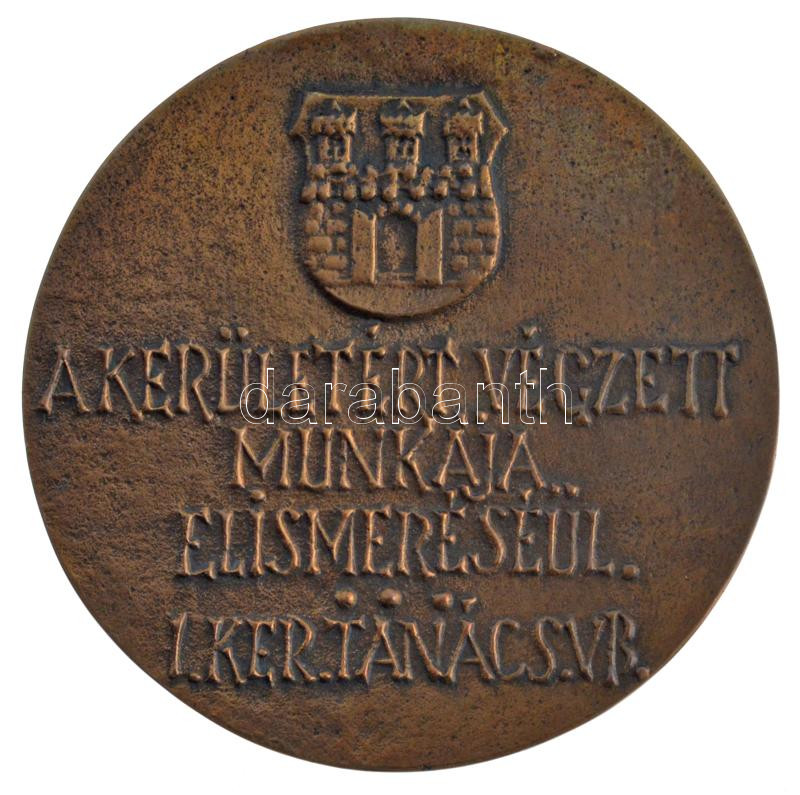 A KERÜLETÉRT VÉGZETT
darabanth
MUNKÁJA
ELISMERÉSÉÜL.
I.KER.TANÁCS.VB.